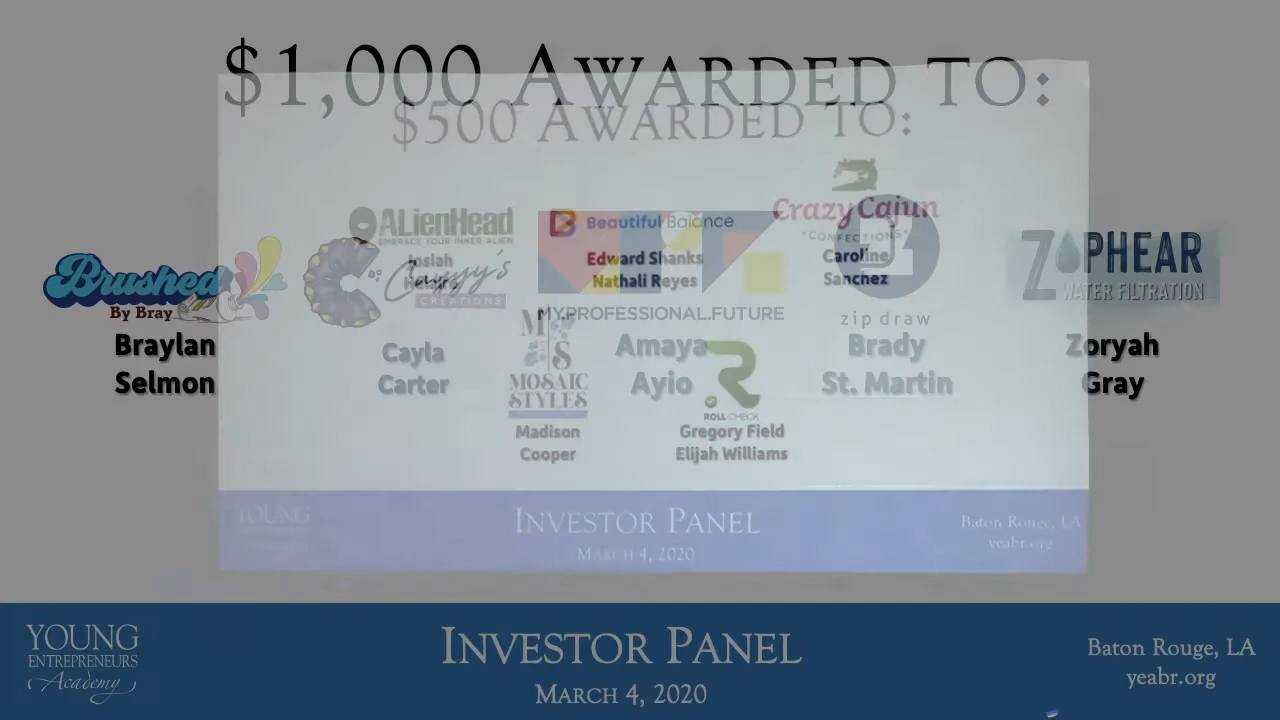 $1,000 Awarded to:
$500 Awarded to:
ALienHead
EMBRACE YOUR INNER ALIEN
Josiah
Beautiful Balance
Edward Shanks
Nathali Reyes
Crazy Cajun
CONFECTIONS
Caroline
Sanchez
Brushed
By Bray
Braylan
Selmon
CREATIONS
Cayla
Carter
MY.PROFESSIONAL.FUTURE
Amaya
Ayio
zip draw
Brady
St. Martin
ZAPHEAR
WATER FILTRATION
Zoryah
Gray
M
S
MOSAIC
STYLES
Madison
Cooper
R
ROLL CHECK
Gregory Field
Elijah Williams
YOUNG
Investor Panel
March 4, 2020
Baton Rouge, LA
yeabr.org
YOUNG
ENTREPRENEURS
Academy
Investor Panel
March 4, 2020
Baton Rouge, LA
yeabr.org